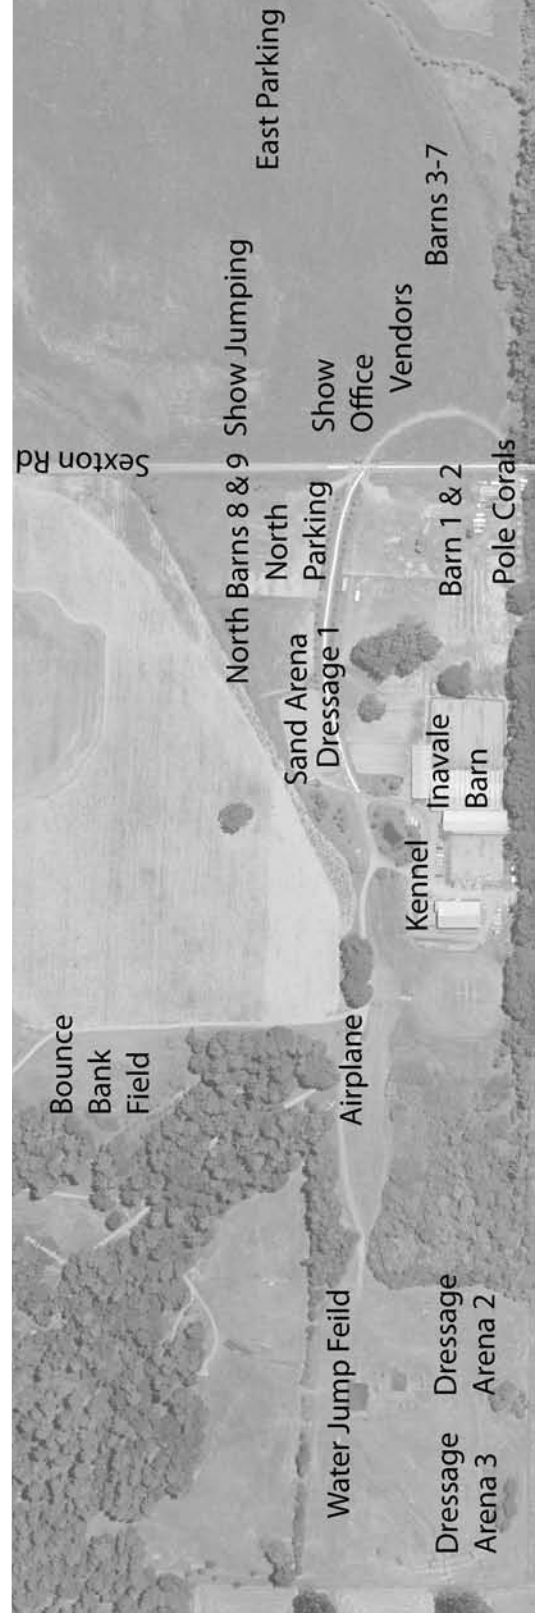 Bounce
Bank
Field
Sexton Rd
North Barns 8 & 9
Show Jumping
East Parking
North
Parking
Sand Arena
Dressage 1
Water Jump Feild
Airplane
Show
Office
Vendors
Kennel
Inavale
Barn
Barn 1 & 2
Barns 3-7
Dressage
Arena 3
Dressage
Arena 2
Pole Corals